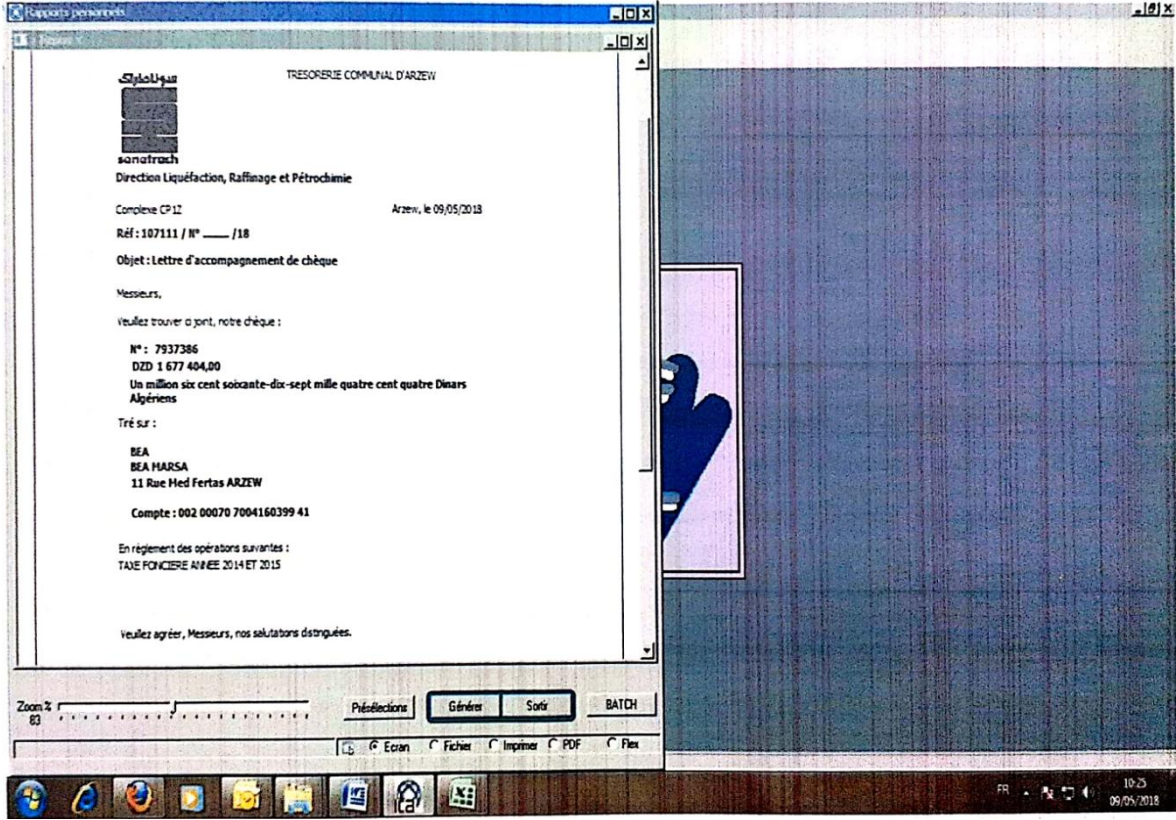 Rapports personnels
سوناطراك
TRESORERIE COMMUNAL D'ARZEW
sonatrach
Direction Liquéfaction, Raffinage et Pétrochimie
Complexe CP1Z
Arzew, le 09/05/2018
Réf : 107111 / N° ____ /18
Objet : Lettre d'accompagnement de chèque
Messieurs,
Veuillez trouver ci joint, notre chèque :
N° : 7937386
DZD 1 677 404,00
Un million six cent soixante-dix-sept mille quatre cent quatre Dinars
Algériens
Tiré sur :
BEA
BEA MARSA
11 Rue Med Fertas ARZEW
Compte : 002 00070 7004160399 41
En règlement des opérations suivantes :
TAXE FONCIERE ANNEE 2014 ET 2015
Veuillez agréer, Messieurs, nos salutations distinguées.
Zoom %
83
Présélections
Générer
Sortir
BATCH
Ecran
Fichier
Imprimer
PDF
Flex
FR
10:25
09/05/2018